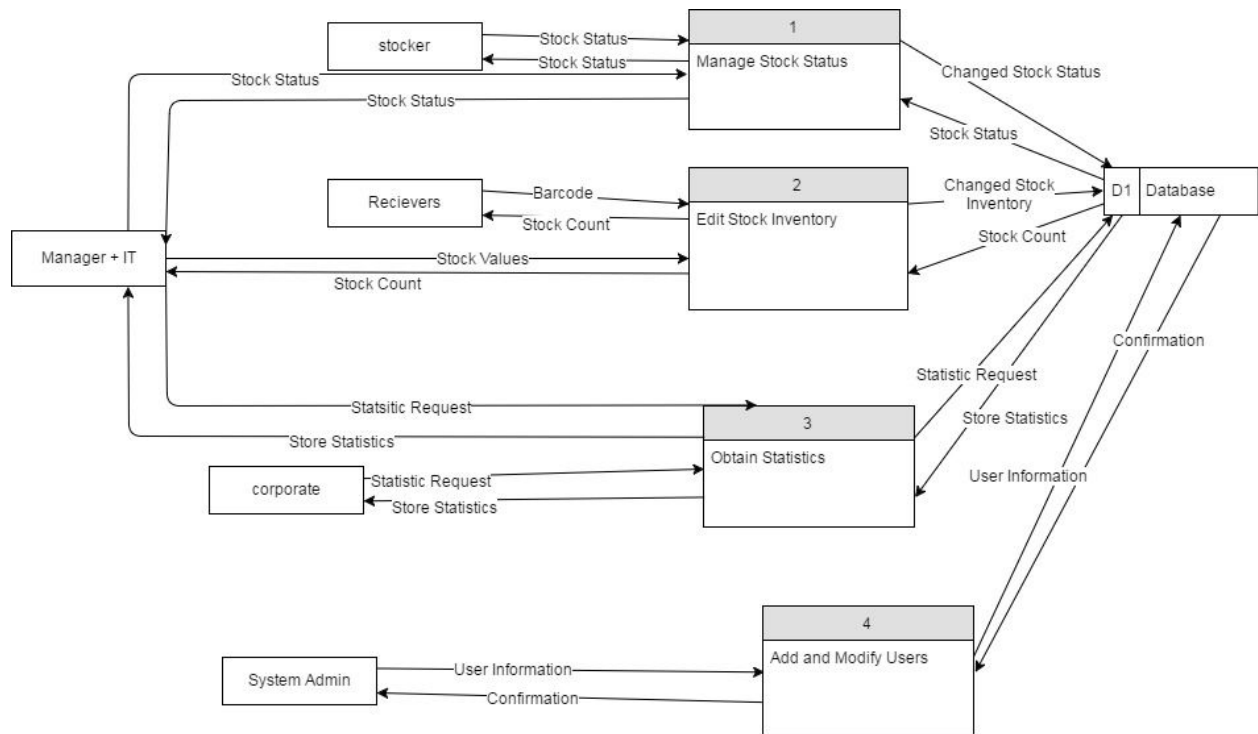 1
stocker
Stock Status
Stock Status
Manage Stock Status
Stock Status
Stock Status
Changed Stock Status
Stock Status
2
Recievers
Barcode
Stock Count
Edit Stock Inventory
Changed Stock
Inventory
Stock Count
D1
Database
Manager + IT
Stock Values
Stock Count
Confirmation
Statistic Request
Statsitic Request
Store Statistics
3
Store Statistics
Obtain Statistics
corporate
Statistic Request
Store Statistics
User Information
4
System Admin
User Information
Confirmation
Add and Modify Users